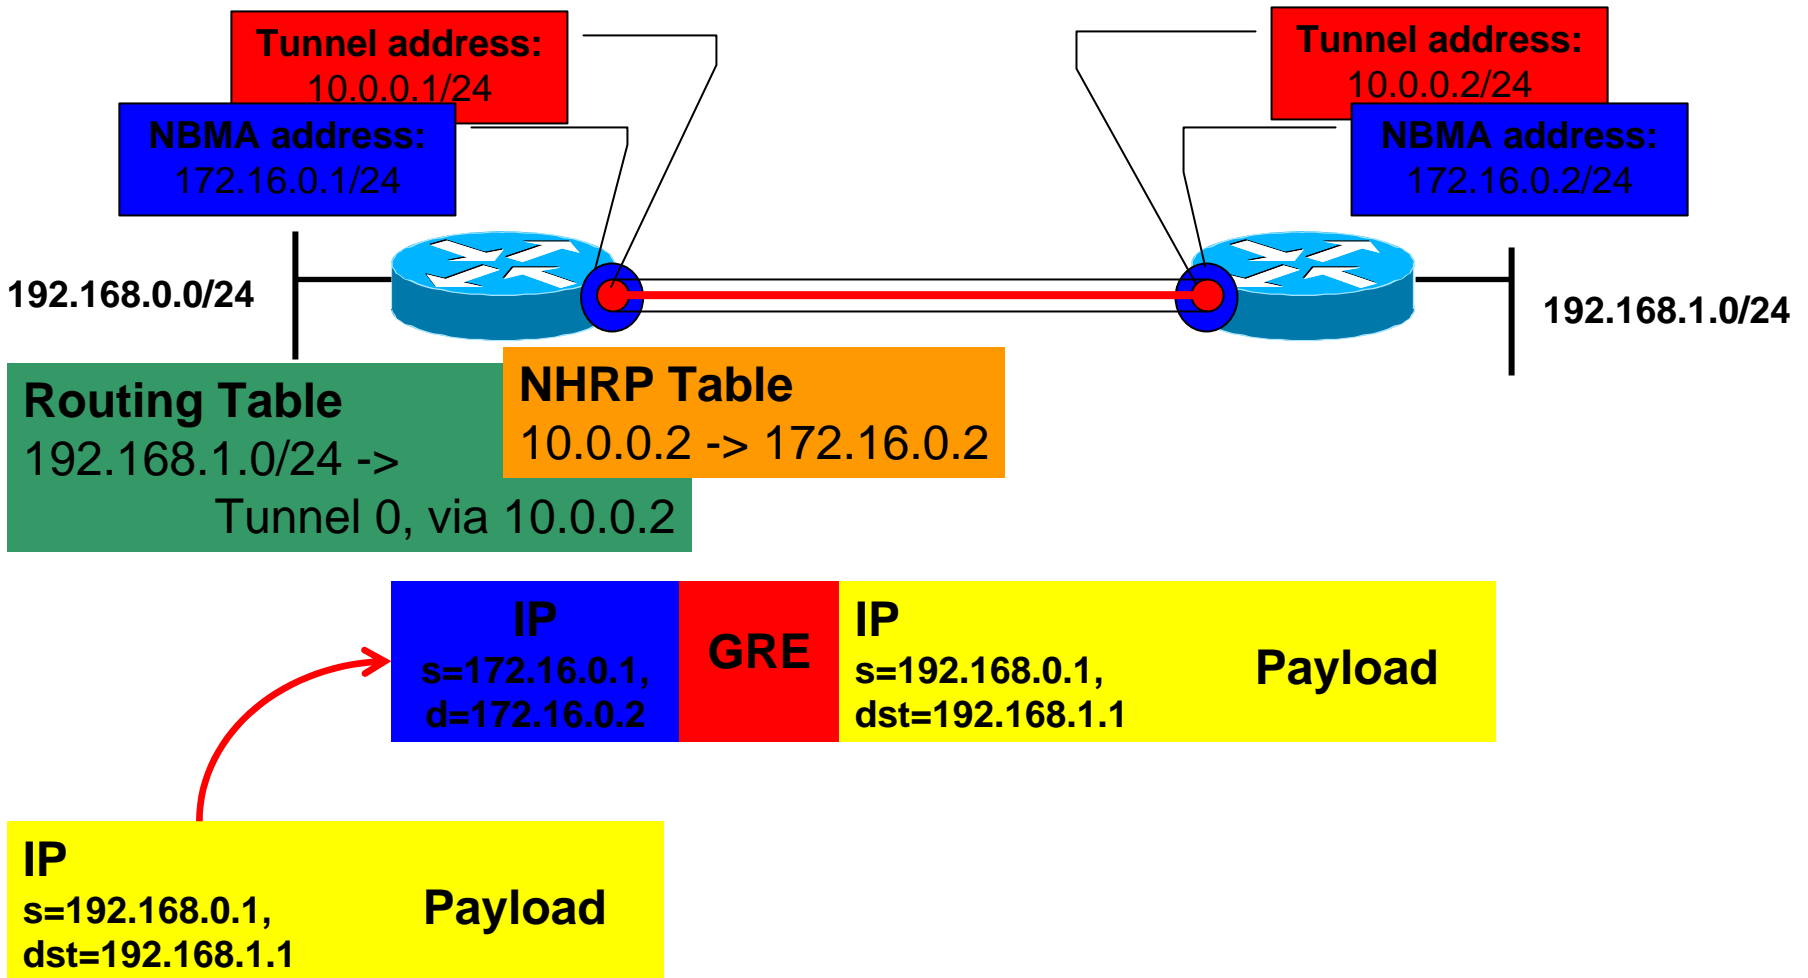 Tunnel address:
10.0.0.1/24
NBMA address:
172.16.0.1/24
Tunnel address:
10.0.0.2/24
NBMA address:
172.16.0.2/24
192.168.0.0/24
192.168.1.0/24
Routing Table
192.168.1.0/24 ->
Tunnel 0, via 10.0.0.2
NHRP Table
10.0.0.2 -> 172.16.0.2
IP
s=172.16.0.1,
d=172.16.0.2
GRE
IP
s=192.168.0.1,
dst=192.168.1.1
Payload
IP
s=192.168.0.1,
dst=192.168.1.1
Payload